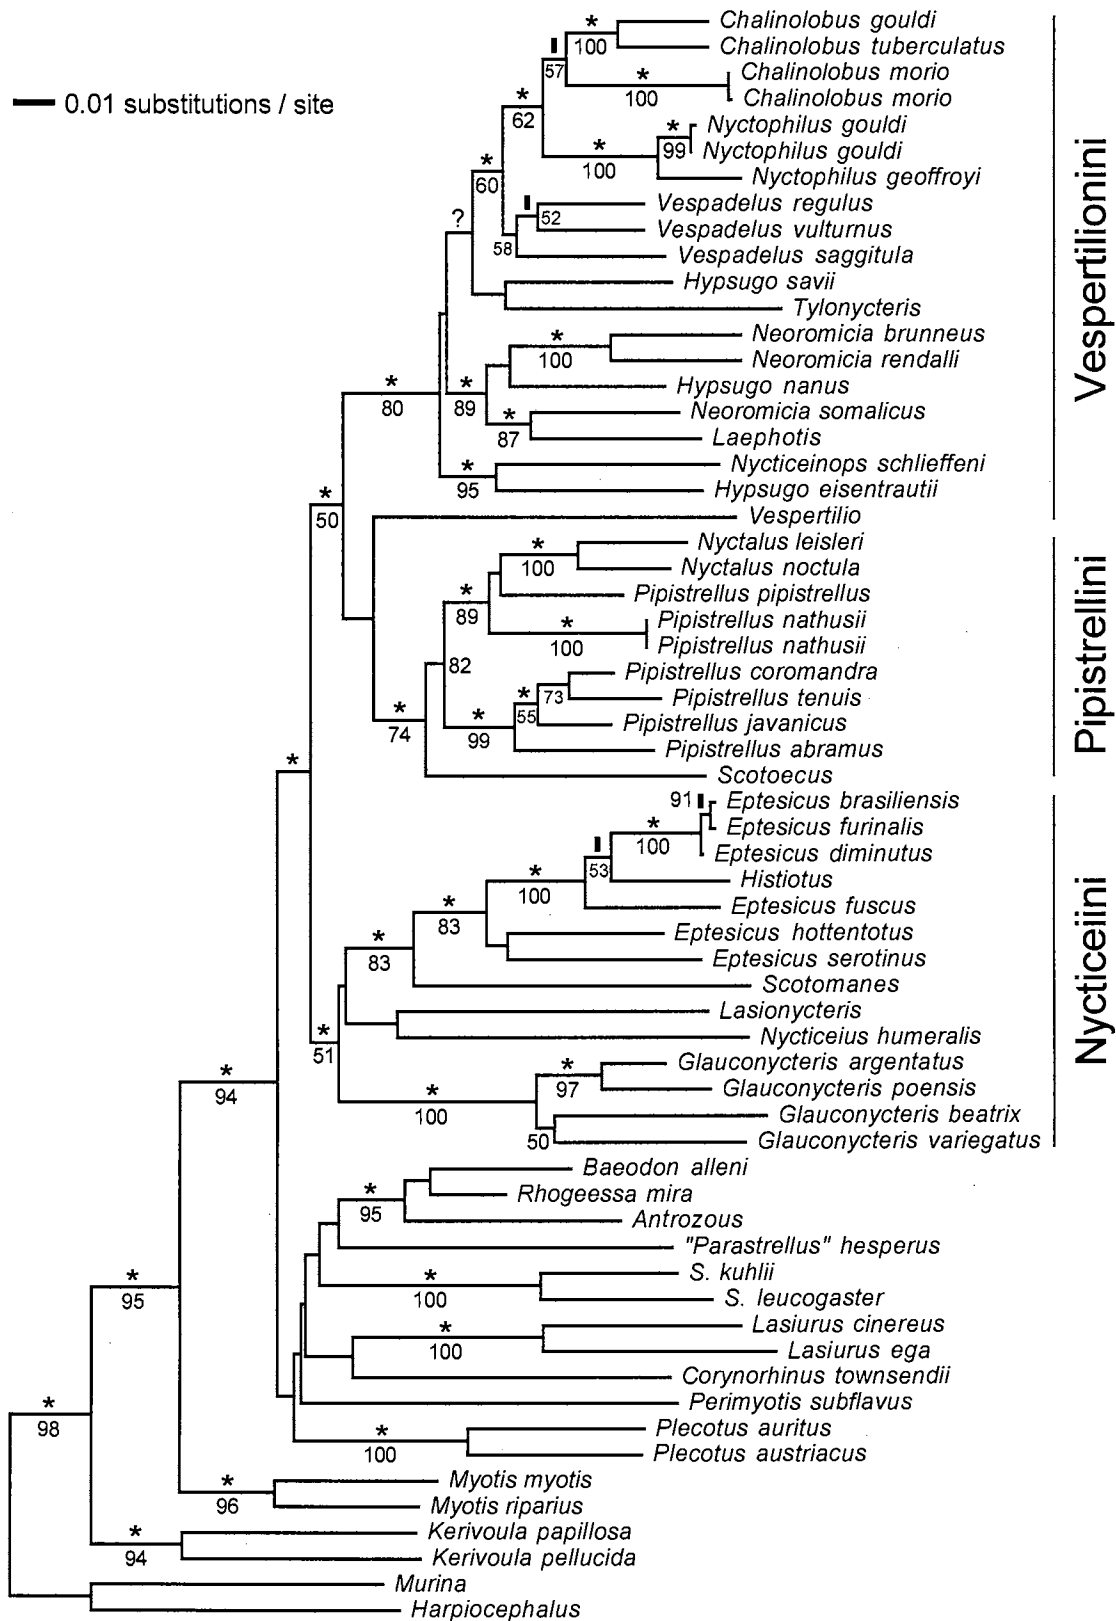 Chalinolobus gouldi
*
100
Chalinolobus tuberculatus
57
Chalinolobus morio
*
100
0.01 substitutions / site
Chalinolobus morio
*
62
Nyctophilus gouldi
*
99
Nyctophilus gouldi
*
100
Nyctophilus geoffroyi
*
60
Vespadelus regulus
52
?
Vespadelus vulturnus
58
Vespadelus saggitula
Hypsugo savii
Tylonycteris
Neoromicia brunneus
*
100
Neoromicia rendalli
Hypsugo nanus
*
89
*
80
Neoromicia somalicus
*
87
Laephotis
Nycticeinops schlieffeni
*
95
Hypsugo eisentrautii
*
50
Vespertilio
Vespertilionini
Nyctalus leisleri
*
100
Nyctalus noctula
Pipistrellus pipistrellus
*
89
Pipistrellus nathusii
*
100
Pipistrellus nathusii
82
Pipistrellus coromandra
73
Pipistrellus tenuis
*
55
Pipistrellus javanicus
*
99
*
74
Pipistrellus abramus
Scotoecus
Pipistrellini
*
91
Eptesicus brasiliensis
Eptesicus furinalis
*
100
Eptesicus diminutus
53
Histiotus
*
100
Eptesicus fuscus
*
83
Eptesicus hottentotus
*
83
Eptesicus serotinus
Scotomanes
Lasionycteris
Nycticeius humeralis
*
51
Glauconycteris argentatus
*
97
Glauconycteris poensis
*
100
Glauconycteris beatrix
50
Glauconycteris variegatus
Nycticeiini
*
94
Baeodon alleni
Rhogeessa mira
*
95
Antrozous
"Parastrellus" hesperus
S. kuhlii
*
100
S. leucogaster
*
95
Lasiurus cinereus
*
100
Lasiurus ega
Corynorhinus townsendii
Perimyotis subflavus
*
98
Plecotus auritus
*
100
Plecotus austriacus
Myotis myotis
*
96
Myotis riparius
Kerivoula papillosa
*
94
Kerivoula pellucida
Murina
Harpiocephalus